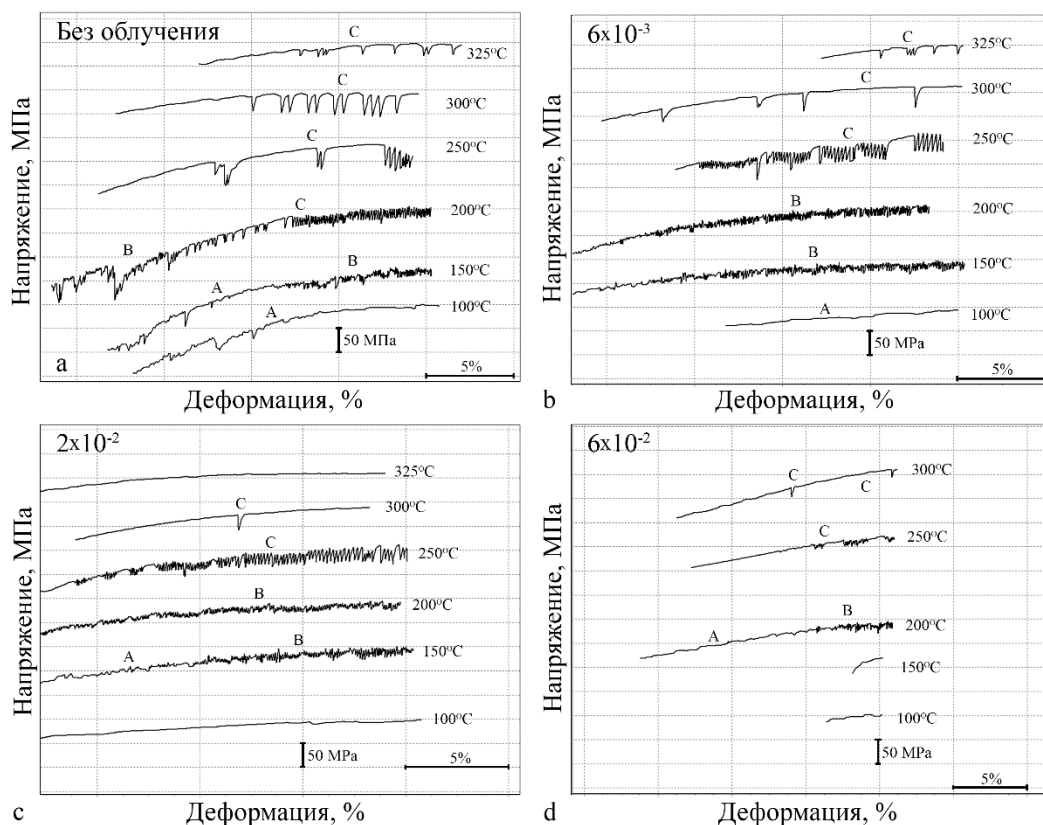 Без облучения
C
325°C
C
300°C
C
250°C
C
200°C
B
B
150°C
A
A
100°C
50 МПа
5%
a
Напряжение, МПа
Деформация, %
6x10⁻³
C
325°C
C
300°C
C
250°C
B
200°C
B
150°C
A
100°C
50 MPa
5%
b
Напряжение, МПа
Деформация, %
2x10⁻²
325°C
C
300°C
C
250°C
B
200°C
A
B
150°C
100°C
50 MPa
5%
c
Напряжение, МПа
Деформация, %
6x10⁻²
C
300°C
C
C
250°C
B
200°C
A
150°C
100°C
50 MPa
5%
d
Напряжение, МПа
Деформация, %